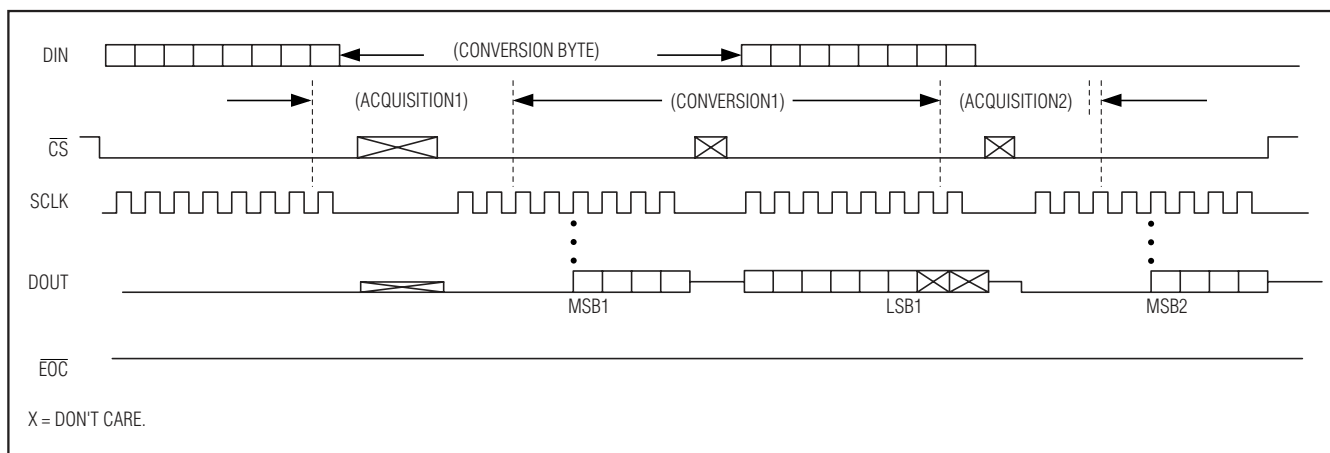 DIN
(CONVERSION BYTE)
(ACQUISITION1)
(CONVERSION1)
(ACQUISITION2)
CS
SCLK
DOUT
MSB1
LSB1
MSB2
EOC
X = DON'T CARE.